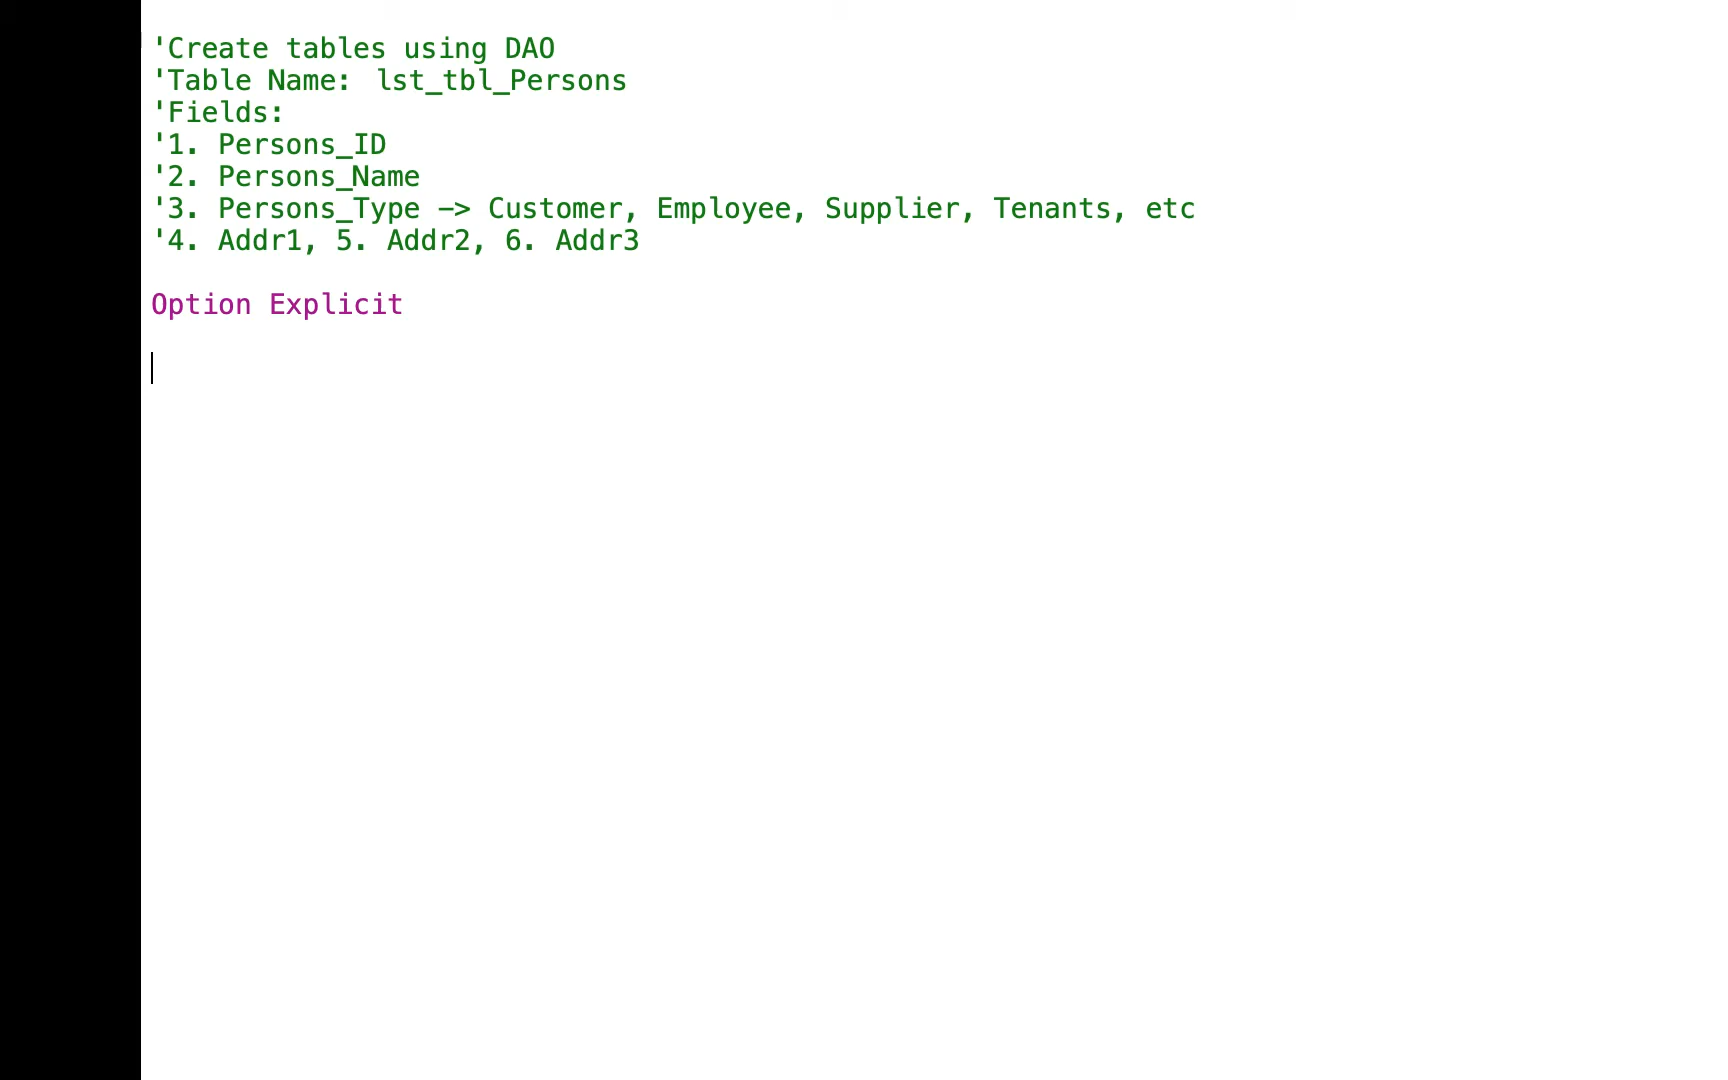 'Create tables using DAO
'Table Name: lst_tbl_Persons
'Fields:
'1. Persons_ID
'2. Persons_Name
'3. Persons_Type –> Customer, Employee, Supplier, Tenants, etc
'4. Addr1, 5. Addr2, 6. Addr3
Option Explicit